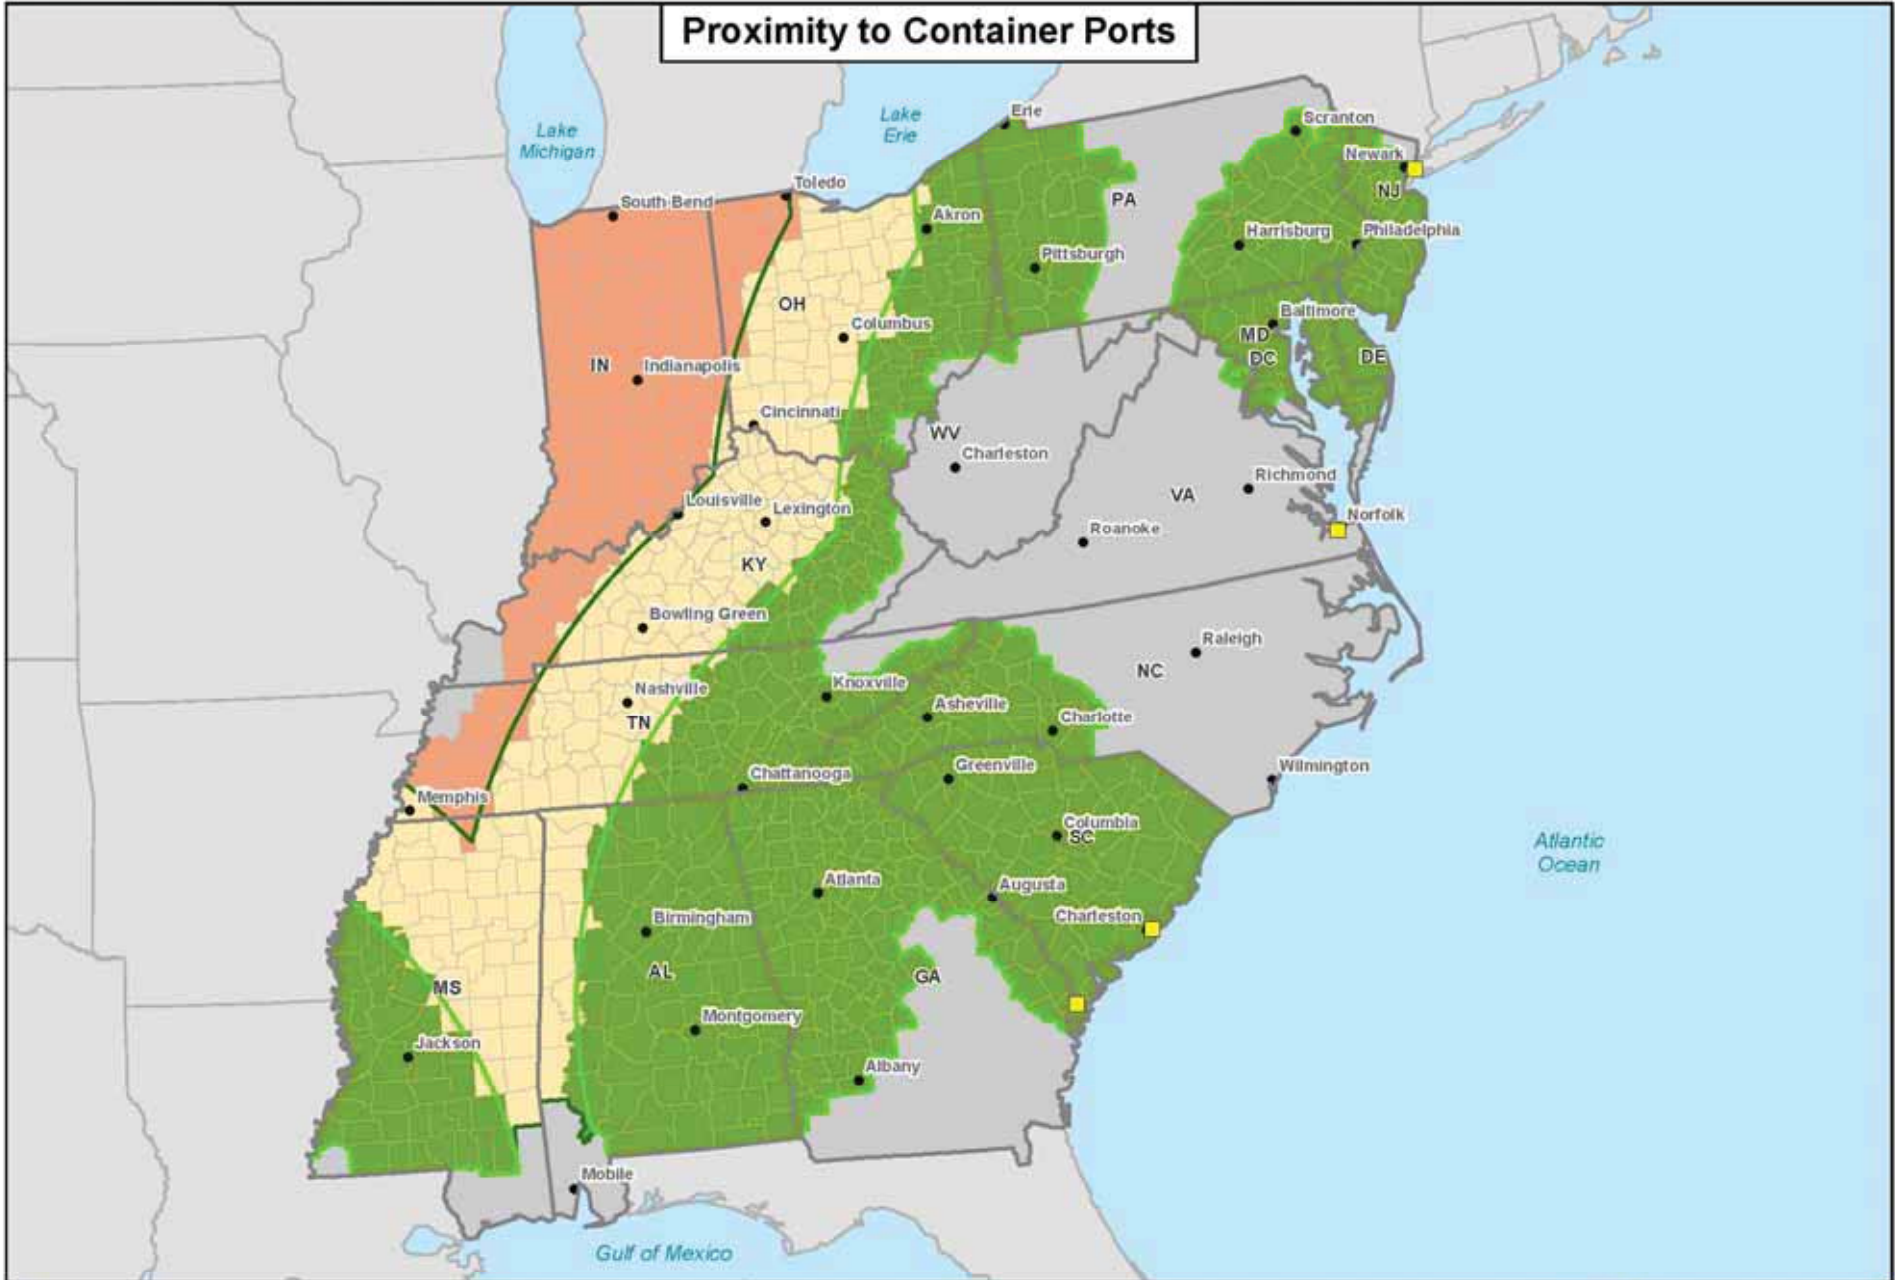 Proximity to Container Ports
Lake
Michigan
Lake
Erie
Erie
Scranton
Newark
NJ
Toledo
South Bend
PA
Akron
Harrisburg
Philadelphia
Pittsburgh
OH
Columbus
Baltimore
MD
DC
DE
IN
Indianapolis
Cincinnati
WV
Charleston
Richmond
VA
Louisville
Lexington
Norfolk
Roanoke
KY
Bowling Green
Raleigh
NC
Knoxville
Nashville
TN
Asheville
Charlotte
Chattanooga
Greenville
Wilmington
Memphis
Columbia
SC
Atlantic
Ocean
Atlanta
Augusta
Birmingham
Charleston
AL
GA
MS
Montgomery
Jackson
Albany
Mobile
Gulf of Mexico